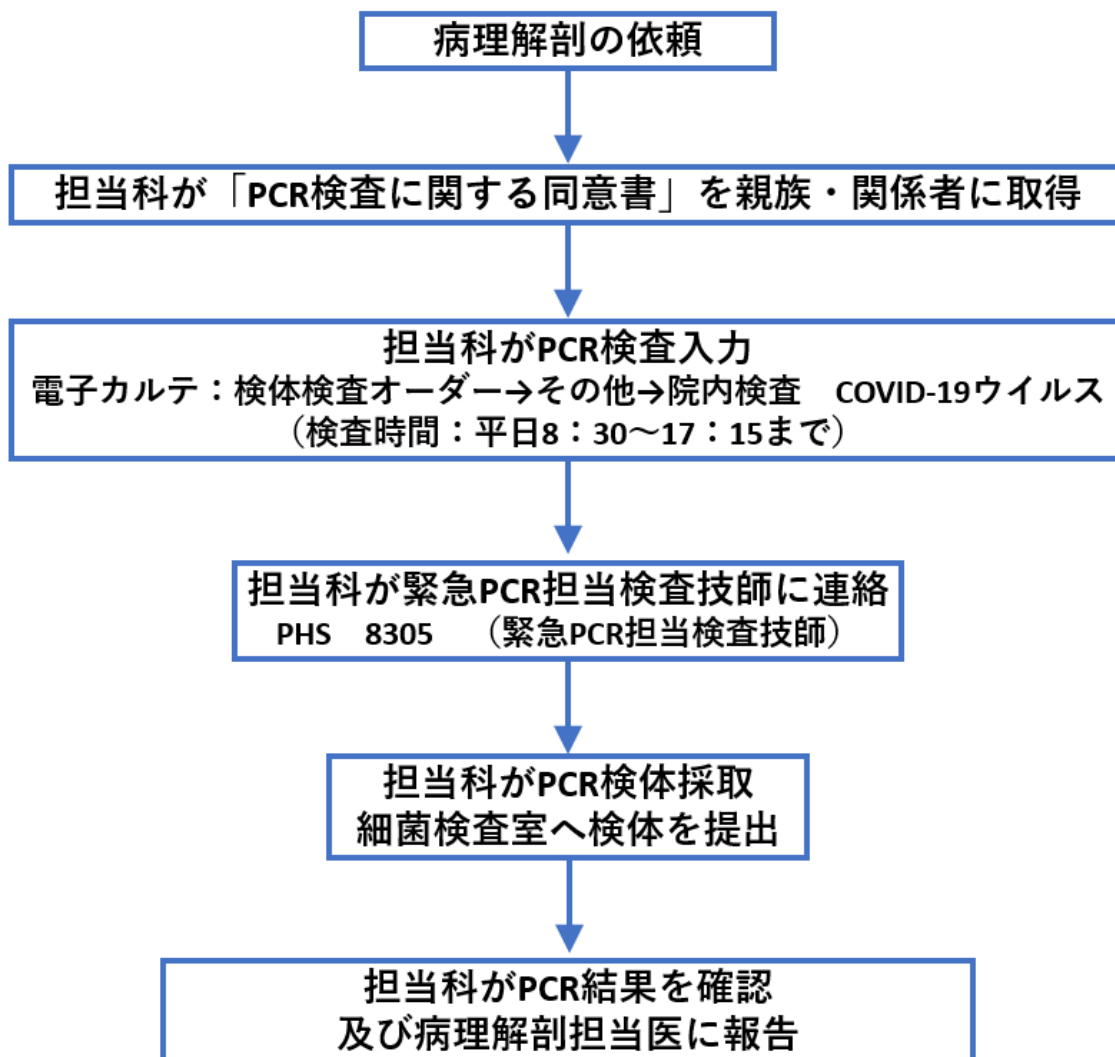 病理解剖の依頼
担当科が「PCR検査に関する同意書」を親族・関係者に取得
担当科がPCR検査入力
電子カルテ:検体検査オーダー→その他→院内検査　COVID-19ウイルス
（検査時間：平日8：30～17：15まで）
担当科が緊急PCR担当検査技師に連絡
PHS　8305　（緊急PCR担当検査技師）
担当科がPCR検体採取
細菌検査室へ検体を提出
担当科がPCR結果を確認
及び病理解剖担当医に報告